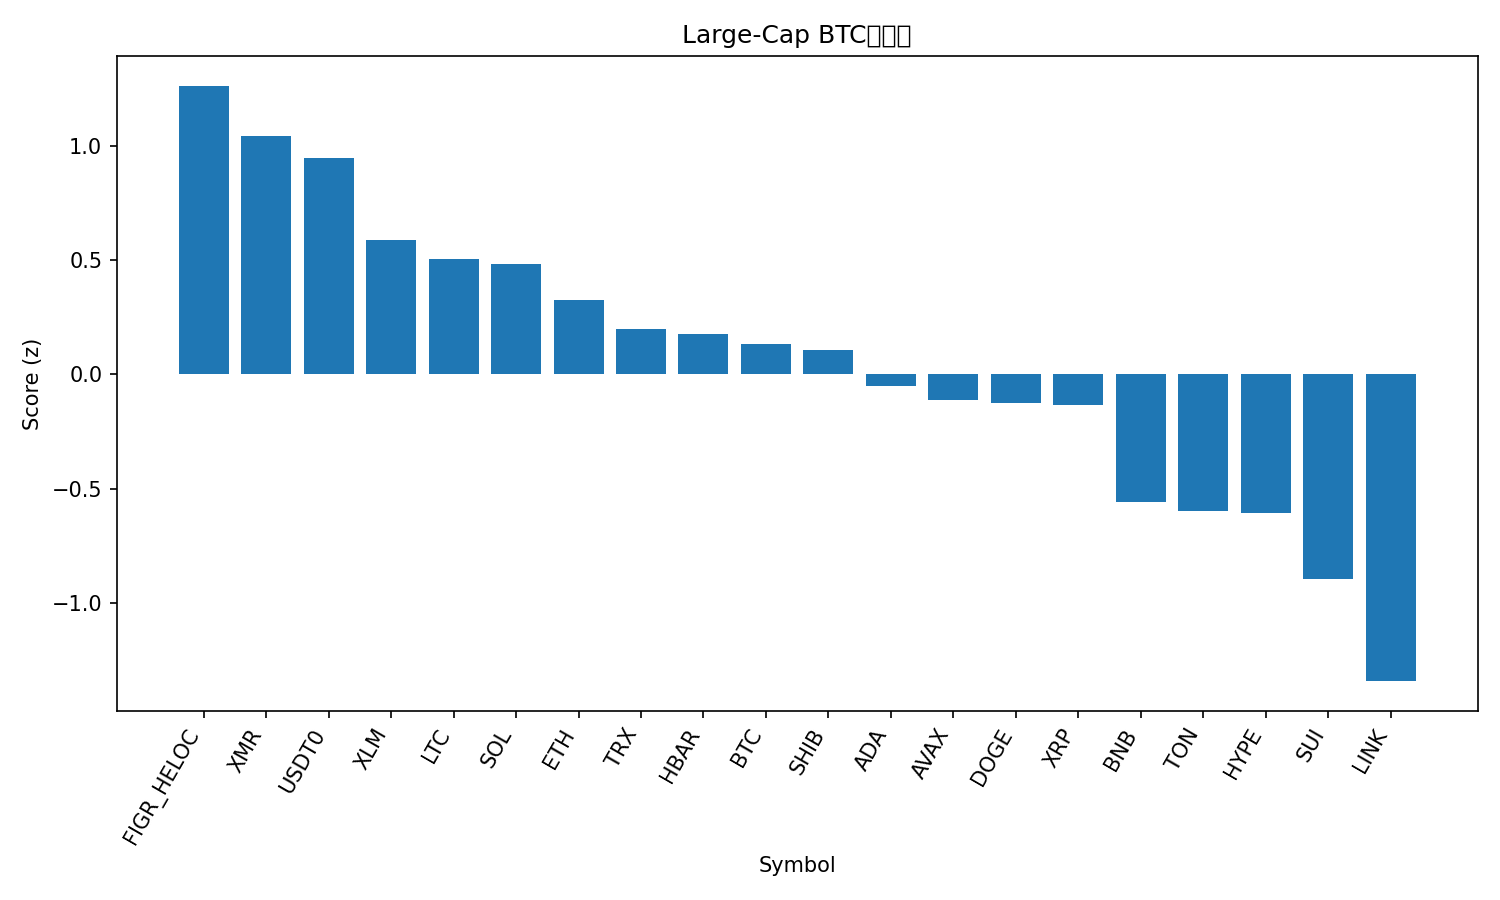 Large-Cap BTC
Score (z)
1.0
0.5
0.0
−0.5
−1.0
FIGR_HELOC
XMR
USDT0
XLM
LTC
SOL
ETH
TRX
HBAR
BTC
SHIB
ADA
AVAX
DOGE
XRP
BNB
TON
HYPE
SUI
LINK
Symbol